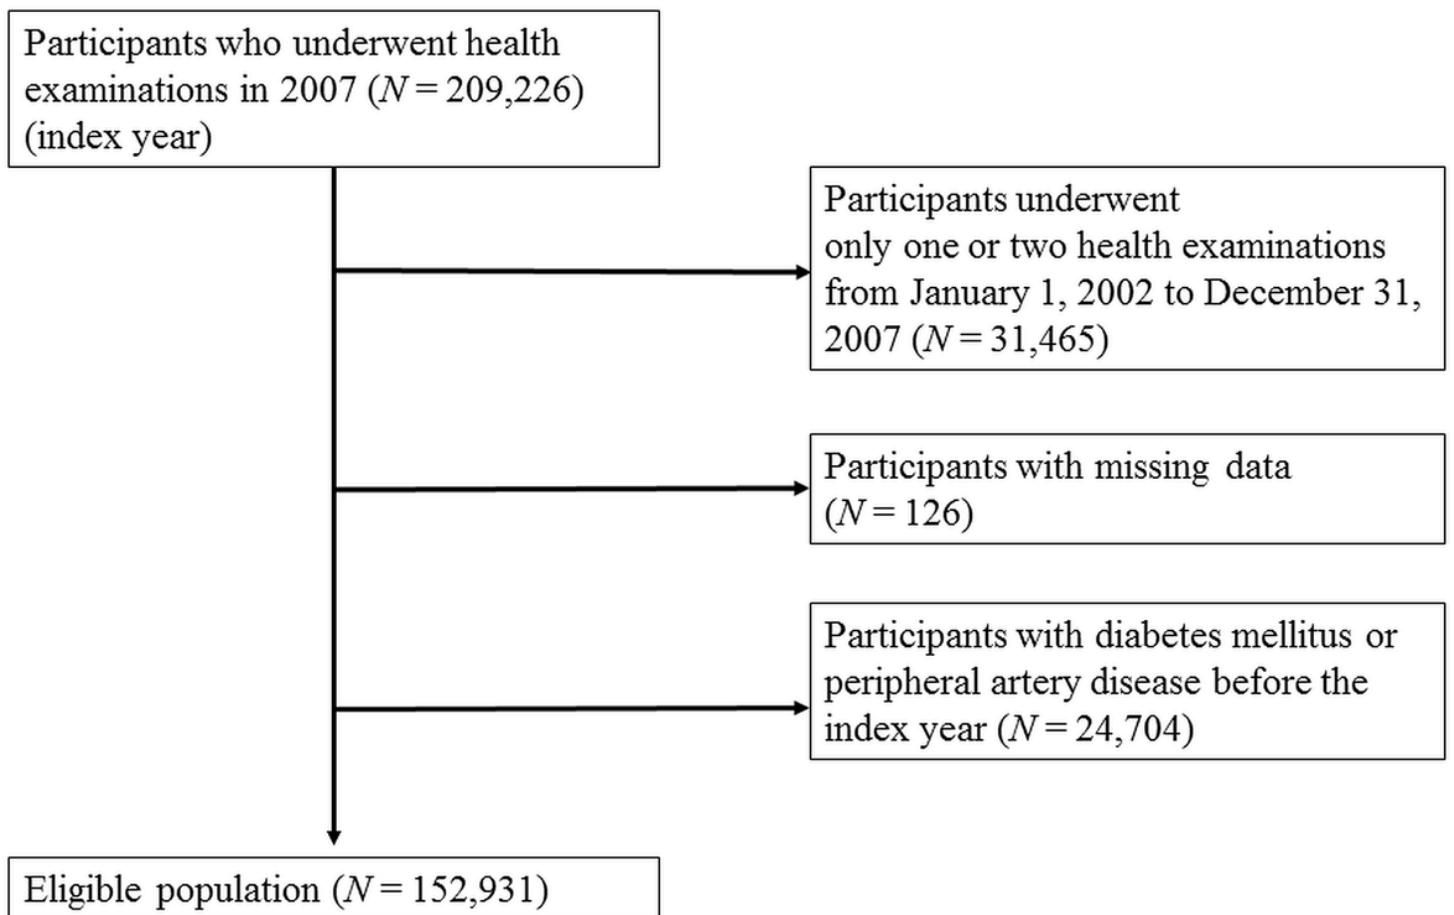 Participants who underwent health
examinations in 2007 (N = 209,226)
(index year)
Participants underwent
only one or two health examinations
from January 1, 2002 to December 31,
2007 (N = 31,465)
Participants with missing data
(N = 126)
Participants with diabetes mellitus or
peripheral artery disease before the
index year (N = 24,704)
Eligible population (N = 152,931)